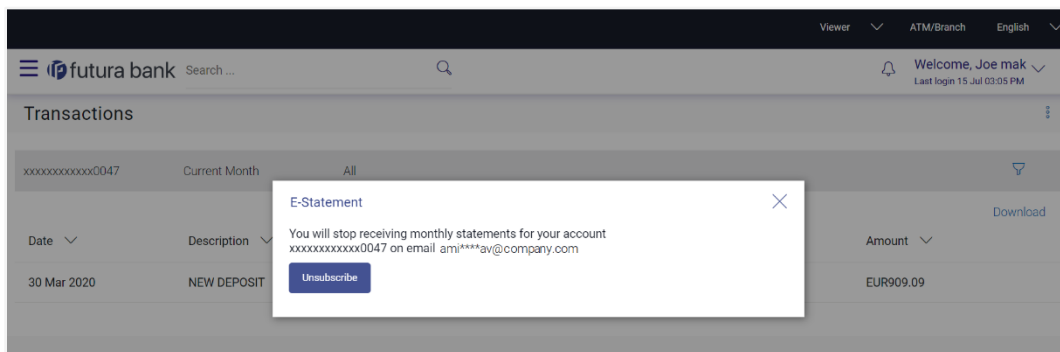 Viewer ATM/Branch English
futura bank Search ... Welcome, Joe mak
Last login 15 Jul 03:05 PM
Transactions
xxxxxxxxxxxx0047 Current Month All
E-Statement
Download
You will stop receiving monthly statements for your account
xxxxxxxxxxxx0047 on email ami****av@company.com
Date Description Amount
Unsubscribe
30 Mar 2020 NEW DEPOSIT EUR909.09